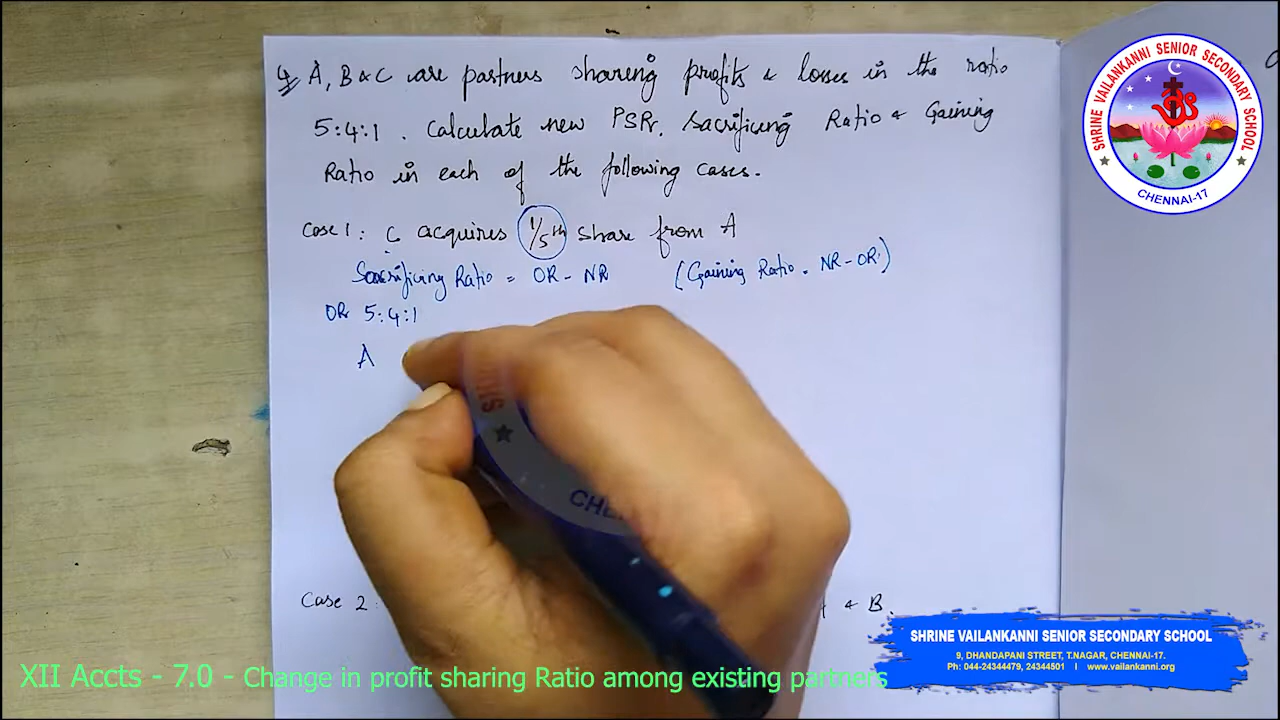 Q A, B & C are partners sharing profits & losses in the ratio
5:4:1. Calculate new PSR, Sacrificing Ratio & Gaining
Ratio in each of the following cases.
Case 1: C acquires 1/5th share from A
Sacrificing Ratio = OR - NR (Gaining Ratio = NR - OR)
OR 5:4:1
A
Case 2: & B.
SHRINE VAILANKANNI SENIOR SECONDARY SCHOOL
CHENNAI-17
SHRINE VAILANKANNI SENIOR SECONDARY SCHOOL
9, DHANDAPANI STREET, T.NAGAR, CHENNAI-17.
Ph: 044-24344479, 24344501 I www.vailankanni.org
XII Accts - 7.0 - Change in profit sharing Ratio among existing partners